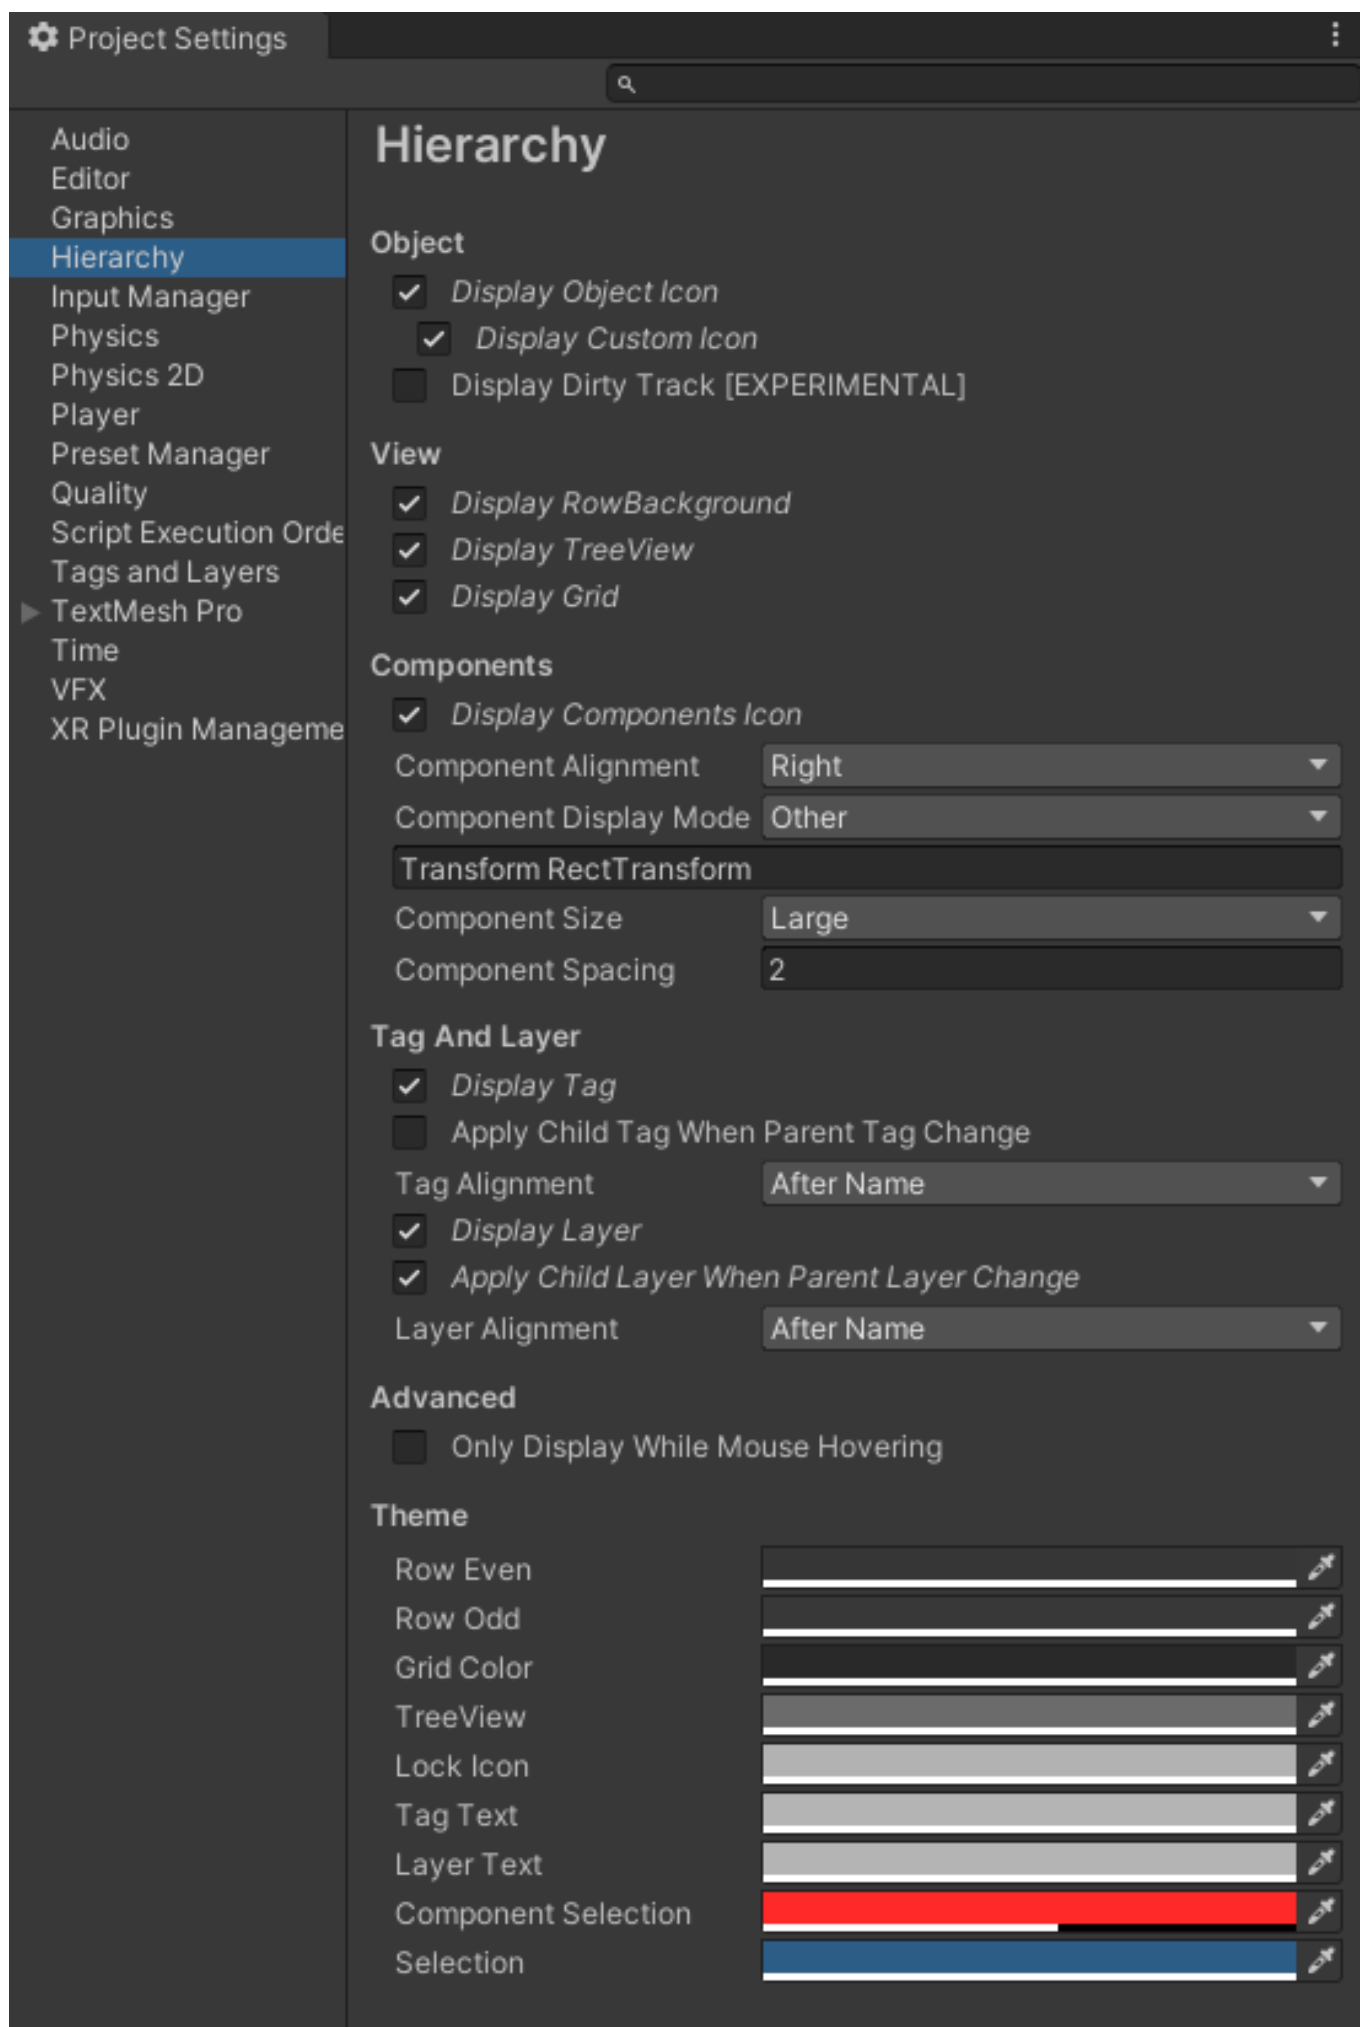 Project Settings
Audio
Editor
Graphics
Hierarchy
Input Manager
Physics
Physics 2D
Player
Preset Manager
Quality
Script Execution Orde
Tags and Layers
TextMesh Pro
Time
VFX
XR Plugin Manageme
Hierarchy
Object
Display Object Icon
Display Custom Icon
Display Dirty Track [EXPERIMENTAL]
View
Display RowBackground
Display TreeView
Display Grid
Components
Display Components Icon
Component Alignment Right
Component Display Mode Other
Transform RectTransform
Component Size Large
Component Spacing 2
Tag And Layer
Display Tag
Apply Child Tag When Parent Tag Change
Tag Alignment After Name
Display Layer
Apply Child Layer When Parent Layer Change
Layer Alignment After Name
Advanced
Only Display While Mouse Hovering
Theme
Row Even
Row Odd
Grid Color
TreeView
Lock Icon
Tag Text
Layer Text
Component Selection
Selection